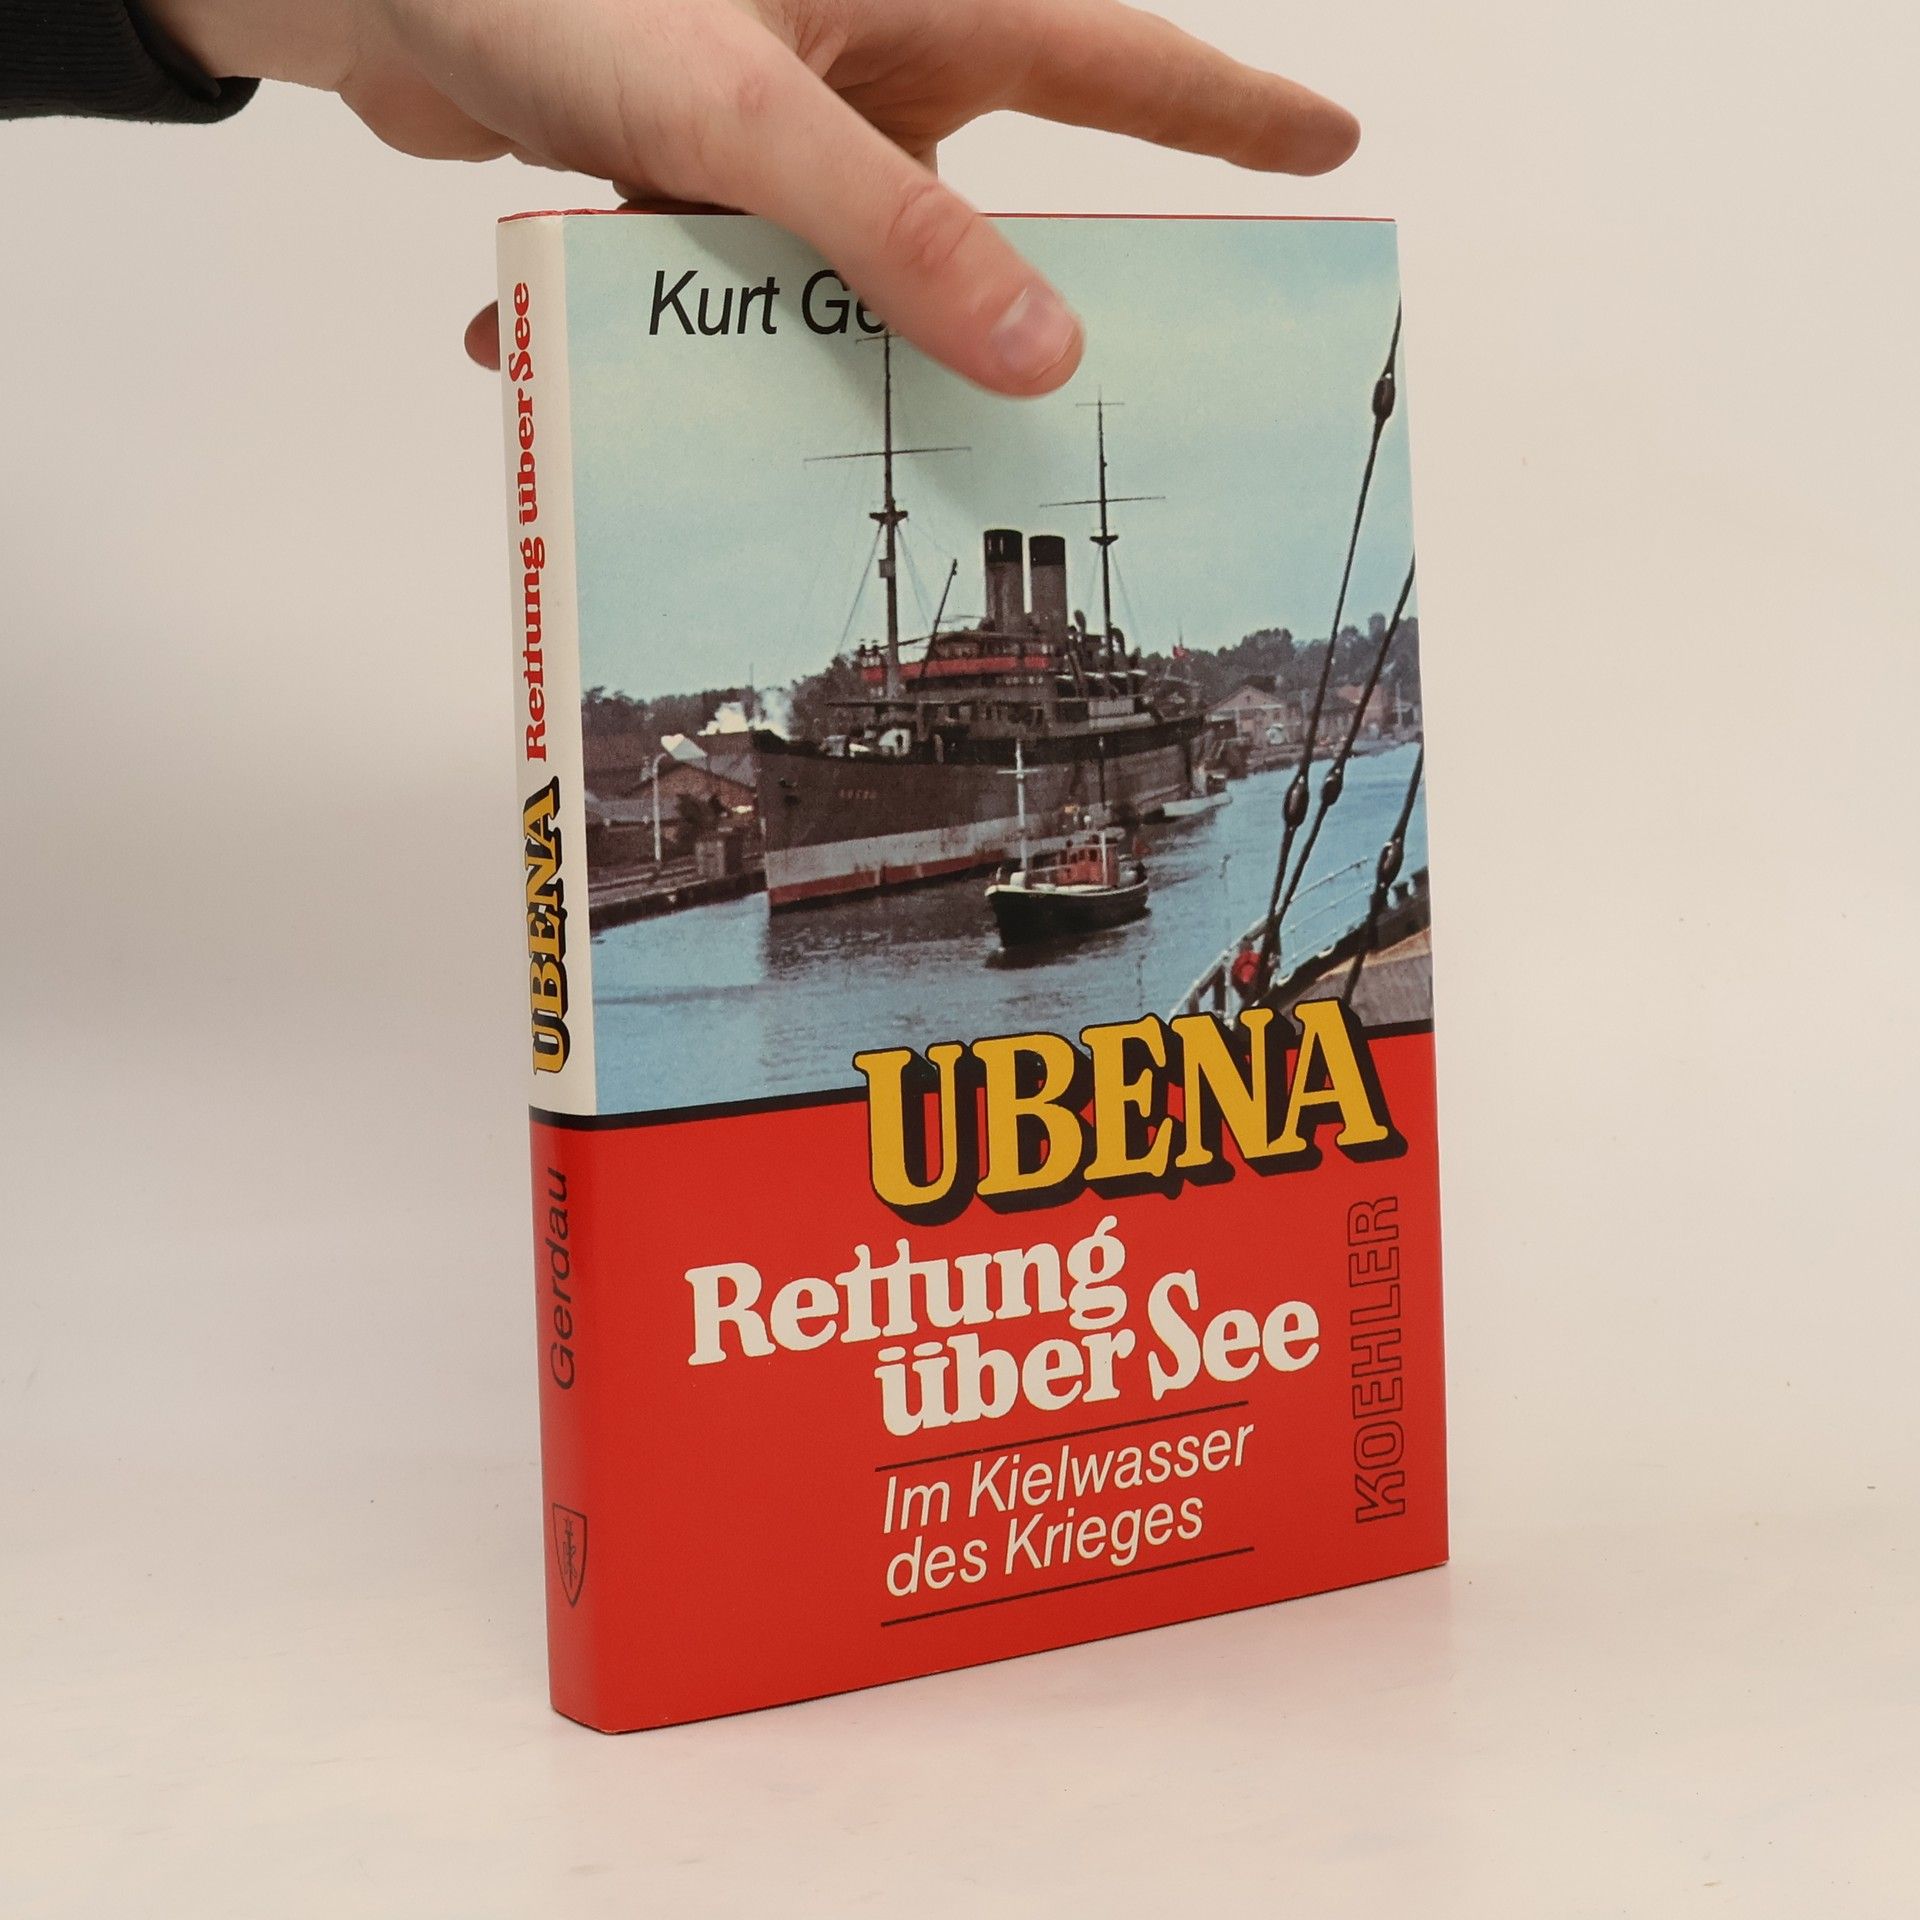 Kurt Ge
UBENA
Rettung
über See
Im Kielwasser
des Krieges
KOEHLER
Gerdau UBENA Rettung über See